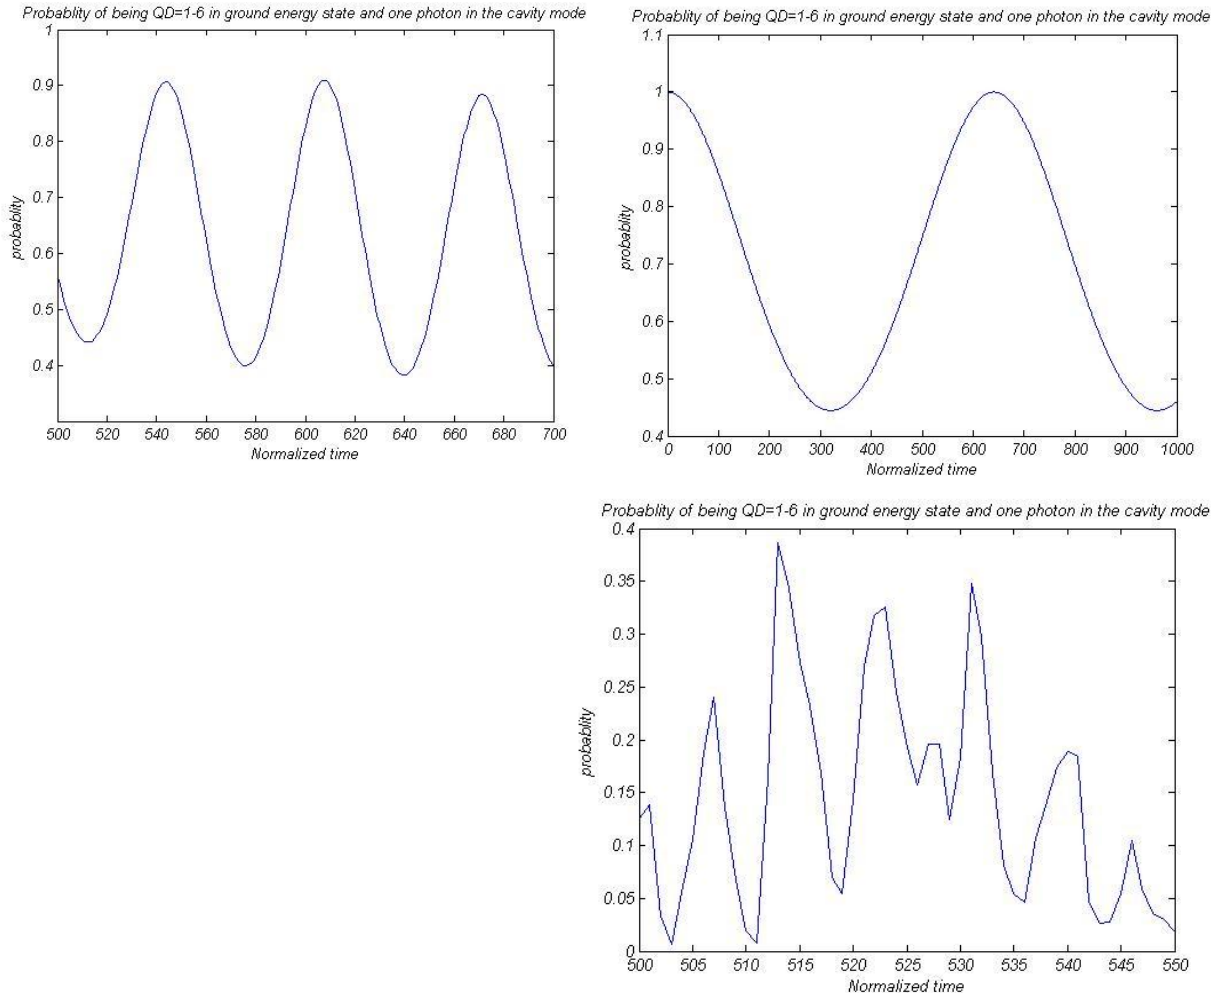 Probablity of being QD=1-6 in ground energy state and one photon in the cavity mode
1
0.9
0.8
0.7
0.6
0.5
0.4
probablity
500 520 540 560 580 600 620 640 660 680 700
Normalized time
Probablity of being QD=1-6 in ground energy state and one photon in the cavity mode
1.1
1
0.9
0.8
0.7
0.6
0.5
0.4
probablity
0 100 200 300 400 500 600 700 800 900 1000
Normalized time
Probablity of being QD=1-6 in ground energy state and one photon in the cavity mode
0.4
0.35
0.3
0.25
0.2
0.15
0.1
0.05
0
probablity
500 505 510 515 520 525 530 535 540 545 550
Normalized time